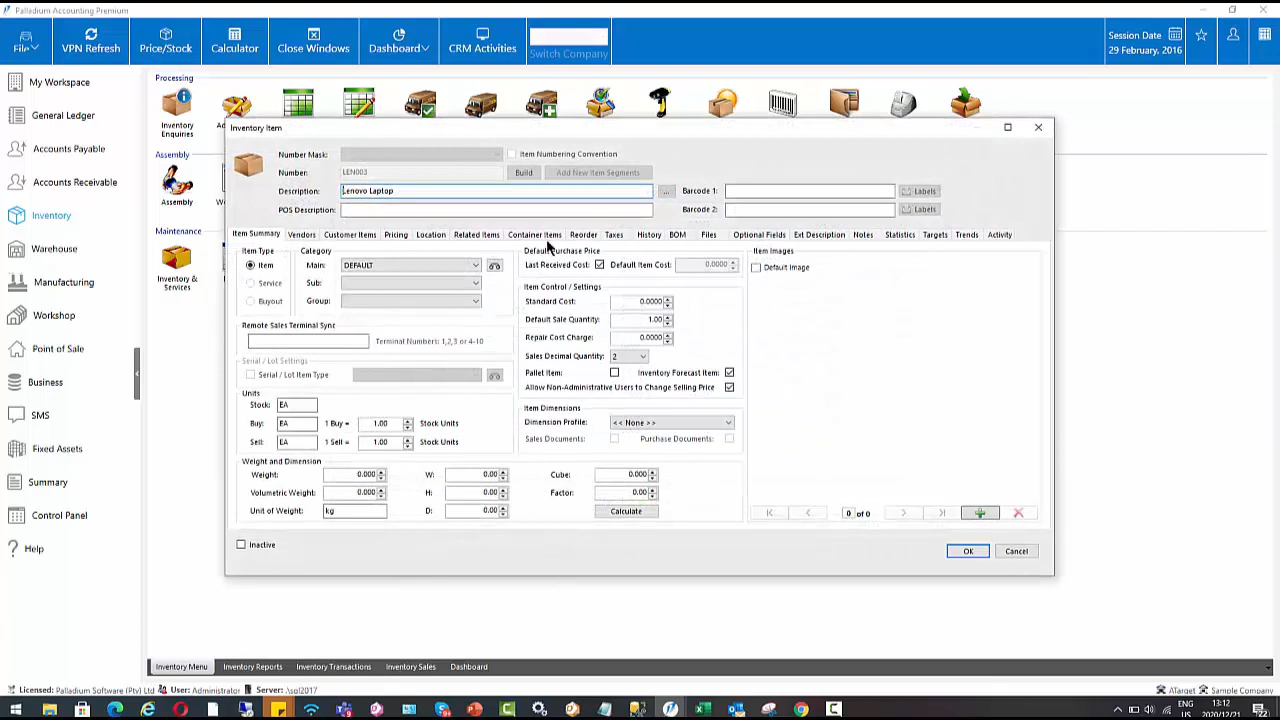 Palladium Accounting Premium
File
VPN Refresh
Price/Stock
Calculator
Close Windows
Dashboard
CRM Activities
Switch Company
Session Date
29 February, 2016
My Workspace
General Ledger
Accounts Payable
Accounts Receivable
Inventory
Warehouse
Manufacturing
Workshop
Point of Sale
Business
SMS
Fixed Assets
Summary
Control Panel
Help
Processing
Inventory
Enquiries
Assembly
Assembly
Maintenance
Inventory &
Services
Inventory Item
Number Mask:
Item Numbering Convention
Number: LEN003 Build Add New Item Segments
Description: Lenovo Laptop ... Barcode 1: Labels
POS Description: Barcode 2: Labels
Item Summary Vendors Customer Items Pricing Location Related Items Container Items Reorder Taxes History BOM Files Optional Fields Ext Description Notes Statistics Targets Trends Activity
Item Type
Item
Service
Buyout
Category
Main: DEFAULT
Sub:
Group:
Remote Sales Terminal Sync
Terminal Numbers: 1,2,3 or 4-10
Serial / Lot Settings
Serial / Lot Item Type
Units
Stock: EA
Buy: EA 1 Buy = 1.00 Stock Units
Sell: EA 1 Sell = 1.00 Stock Units
Weight and Dimension
Weight: 0.000 W: 0.00 Cube: 0.000
Volumetric Weight: 0.000 H: 0.00 Factor: 0.00
Unit of Weight: kg D: 0.00 Calculate
Default Purchase Price
Last Received Cost: Default Item Cost: 0.0000
Item Control / Settings
Standard Cost: 0.0000
Default Sale Quantity: 1.00
Repair Cost Charge: 0.0000
Sales Decimal Quantity: 2
Pallet Item: Inventory Forecast Item:
Allow Non-Administrative Users to Change Selling Price
Item Dimensions
Dimension Profile: << None >>
Sales Documents: Purchase Documents:
Item Images
Default Image
0 of 0
Inactive
OK Cancel
Inventory Menu Inventory Reports Inventory Transactions Inventory Sales Dashboard
Licensed: Palladium Software (Pty) Ltd User: Administrator Server: .\sql2017 ATarget Sample Company
ENG
US
13:12
2020/12/21